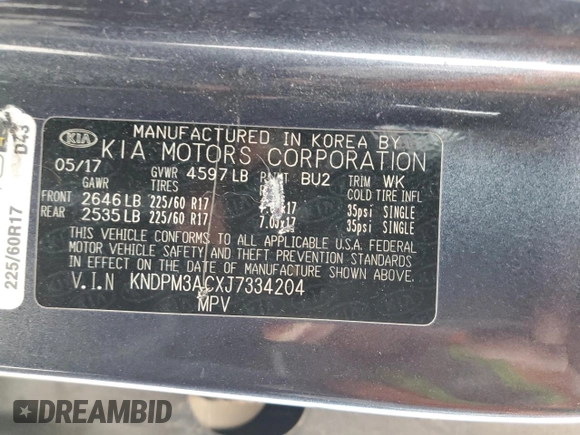 KIA
MANUFACTURED IN KOREA BY
KIA MOTORS CORPORATION
05/17 GVWR 4597 LB BU2 TRIM WK
GAWR TIRES COLD TIRE INFL
FRONT 2646 LB 225/60 R17 35psi SINGLE
REAR 2535 LB 225/60 R17 35psi SINGLE
THIS VEHICLE CONFORMS TO ALL APPLICABLE U.S.A. FEDERAL
MOTOR VEHICLE SAFETY AND THEFT PREVENTION STANDARDS
IN EFFECT ON THE DATE OF MANUFACTURE SHOWN ABOVE.
V.I.N KNDPM3ACXJ7334204
MPV
225/60R17
D43
DREAMBID